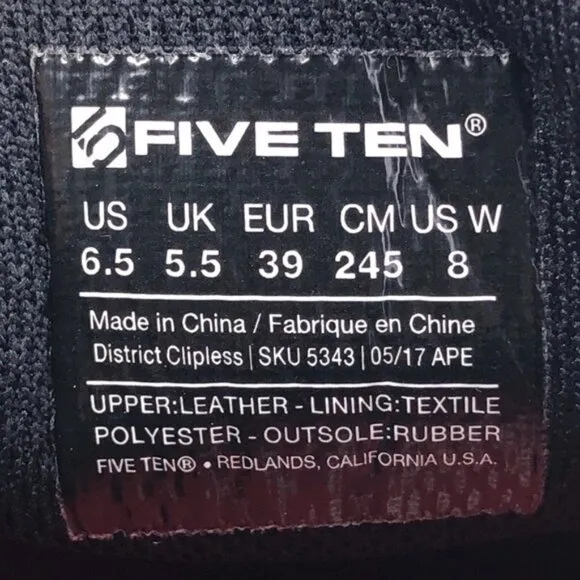 FIVE TEN®
US UK EUR CM US W
6.5 5.5 39 245 8
Made in China / Fabrique en Chine
District Clipless | SKU 5343 | 05/17 APE
UPPER:LEATHER - LINING:TEXTILE
POLYESTER - OUTSOLE:RUBBER
FIVE TEN® • REDLANDS, CALIFORNIA U.S.A.